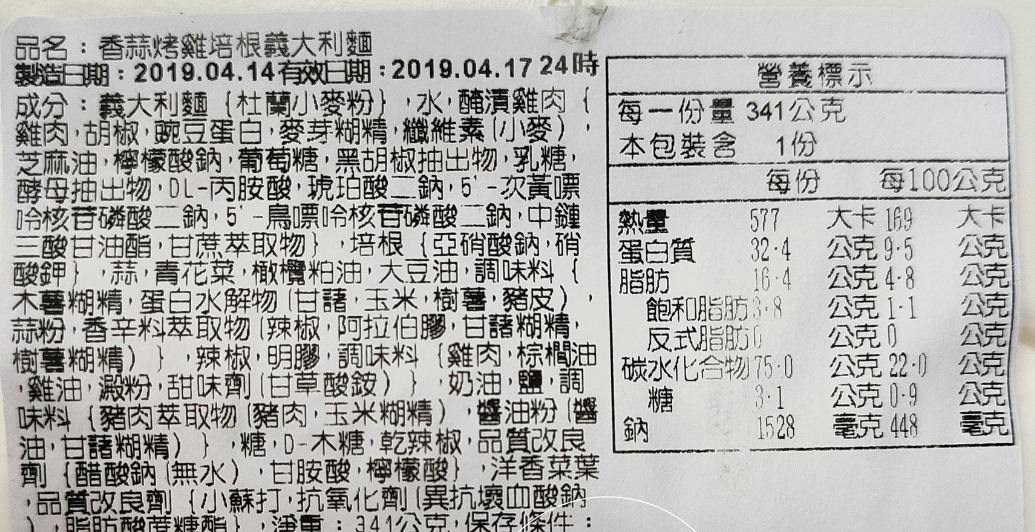 品名：香蒜烤雞培根義大利麵
製造日期：2019.04.14有效日期：2019.04.17 24時
成分：義大利麵｛杜蘭小麥粉｝,水,醃漬雞肉｛
雞肉,胡椒,豌豆蛋白,麥芽糊精,纖維素(小麥),
芝麻油,檸檬酸鈉,葡萄糖,黑胡椒抽出物,乳糖,
酵母抽出物,DL-丙胺酸,琥珀酸二鈉,5'-次黃嘌
呤核苷磷酸二鈉,5'-鳥嘌呤核苷磷酸二鈉,中鏈
三酸甘油酯,甘蔗萃取物｝,培根｛亞硝酸鈉,硝
酸鉀｝,蒜,青花菜,橄欖粕油,大豆油,調味料｛
木薯糊精,蛋白水解物(甘藷,玉米,樹薯,豬皮),
蒜粉,香辛料萃取物(辣椒,阿拉伯膠,甘藷糊精,
樹薯糊精)｝,辣椒,明膠,調味料｛雞肉,棕櫚油
,雞油,澱粉,甜味劑(甘草酸銨)｝,奶油,鹽,調
味料｛豬肉萃取物(豬肉,玉米糊精),醬油粉(醬
油,甘藷糊精)｝,糖,D-木糖,乾辣椒,品質改良
劑｛醋酸鈉(無水),甘胺酸,檸檬酸｝,洋香菜葉
,品質改良劑｛小蘇打,抗氧化劑(異抗壞血酸鈉
),脂肪酸蔗糖酯｝,淨重：341公克,保存條件：
營養標示
每一份量 341公克
本包裝含 1份
每份 每100公克
熱量 577 大卡 169 大卡
蛋白質 32.4 公克 9.5 公克
脂肪 16.4 公克 4.8 公克
飽和脂肪 3.8 公克 1.1 公克
反式脂肪 0 公克 0 公克
碳水化合物 75.0 公克 22.0 公克
糖 3.1 公克 0.9 公克
鈉 1528 毫克 448 毫克